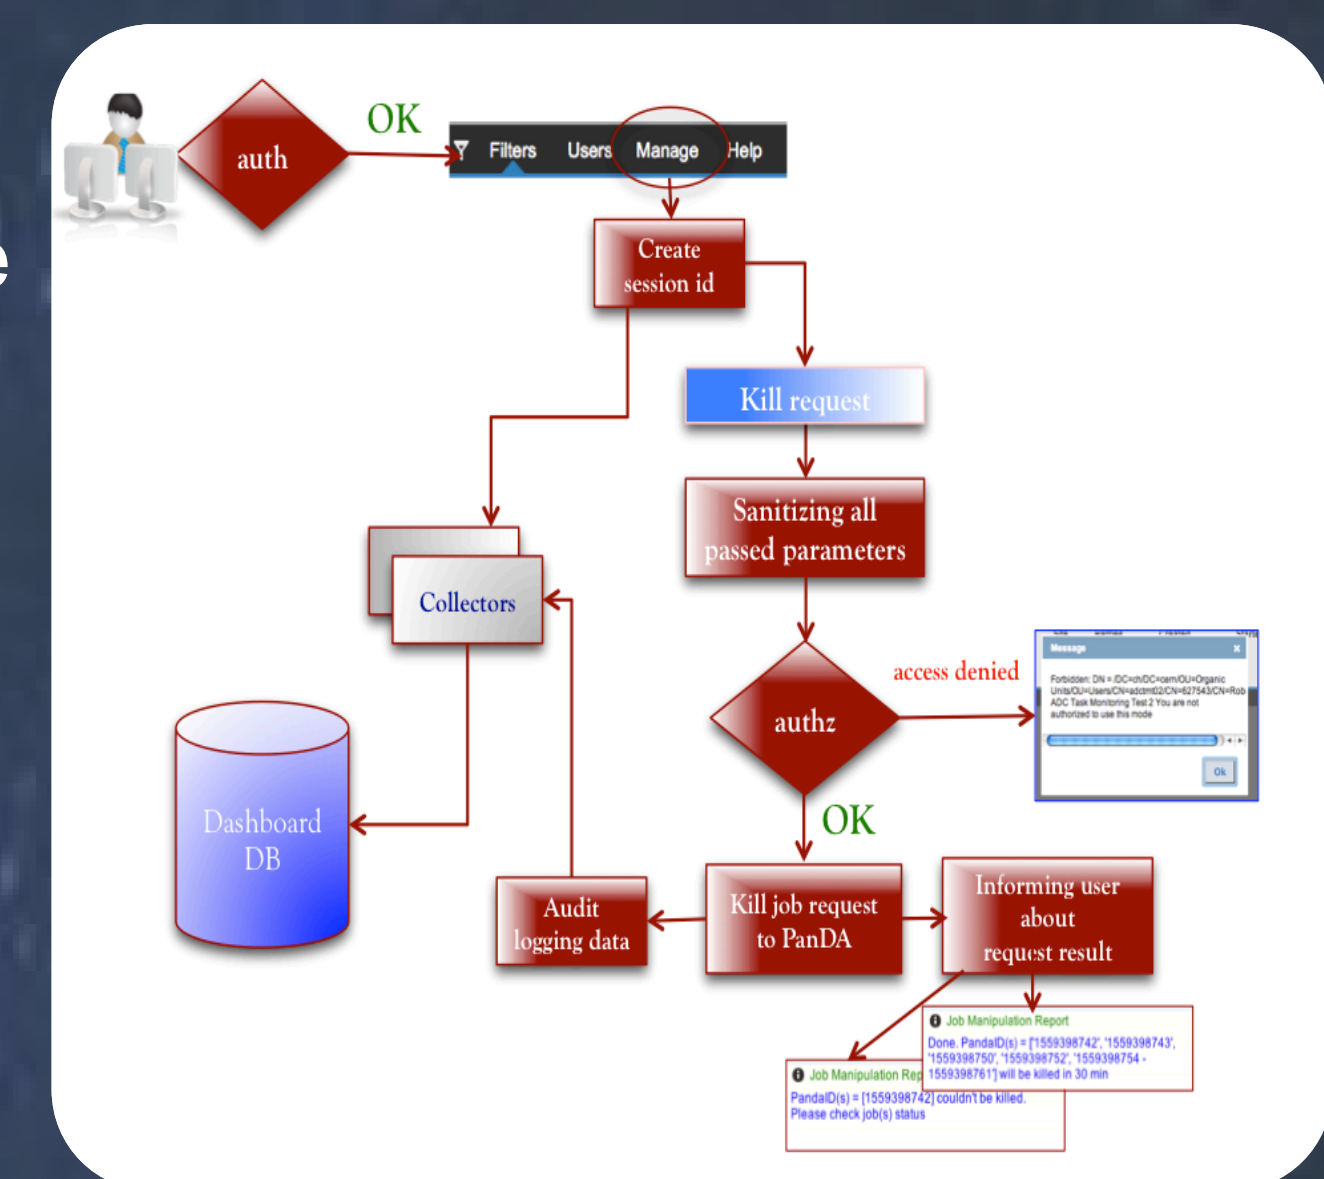 e
auth
OK
Filters Users Manage Help
Create
session id
Kill request
Sanitizing all
passed parameters
Collectors
authz
access denied
Message x
Forbidden: DN = /DC=ch/DC=cern/OU=Organic
Units/OU=Users/CN=adctmt02/CN=627543/CN=Rob
ADC Task Monitoring Test 2 You are not
authorized to use this mode
Ok
OK
Dashboard
DB
Audit
logging data
Kill job request
to PanDA
Informing user
about
request result
Job Manipulation Report
Done. PandaID(s) = ['1559398742', '1559398743',
'1559398750', '1559398752', '1559398754 -
1559398761'] will be killed in 30 min
Job Manipulation Rep
PandaID(s) = [1559398742] couldn't be killed.
Please check job(s) status